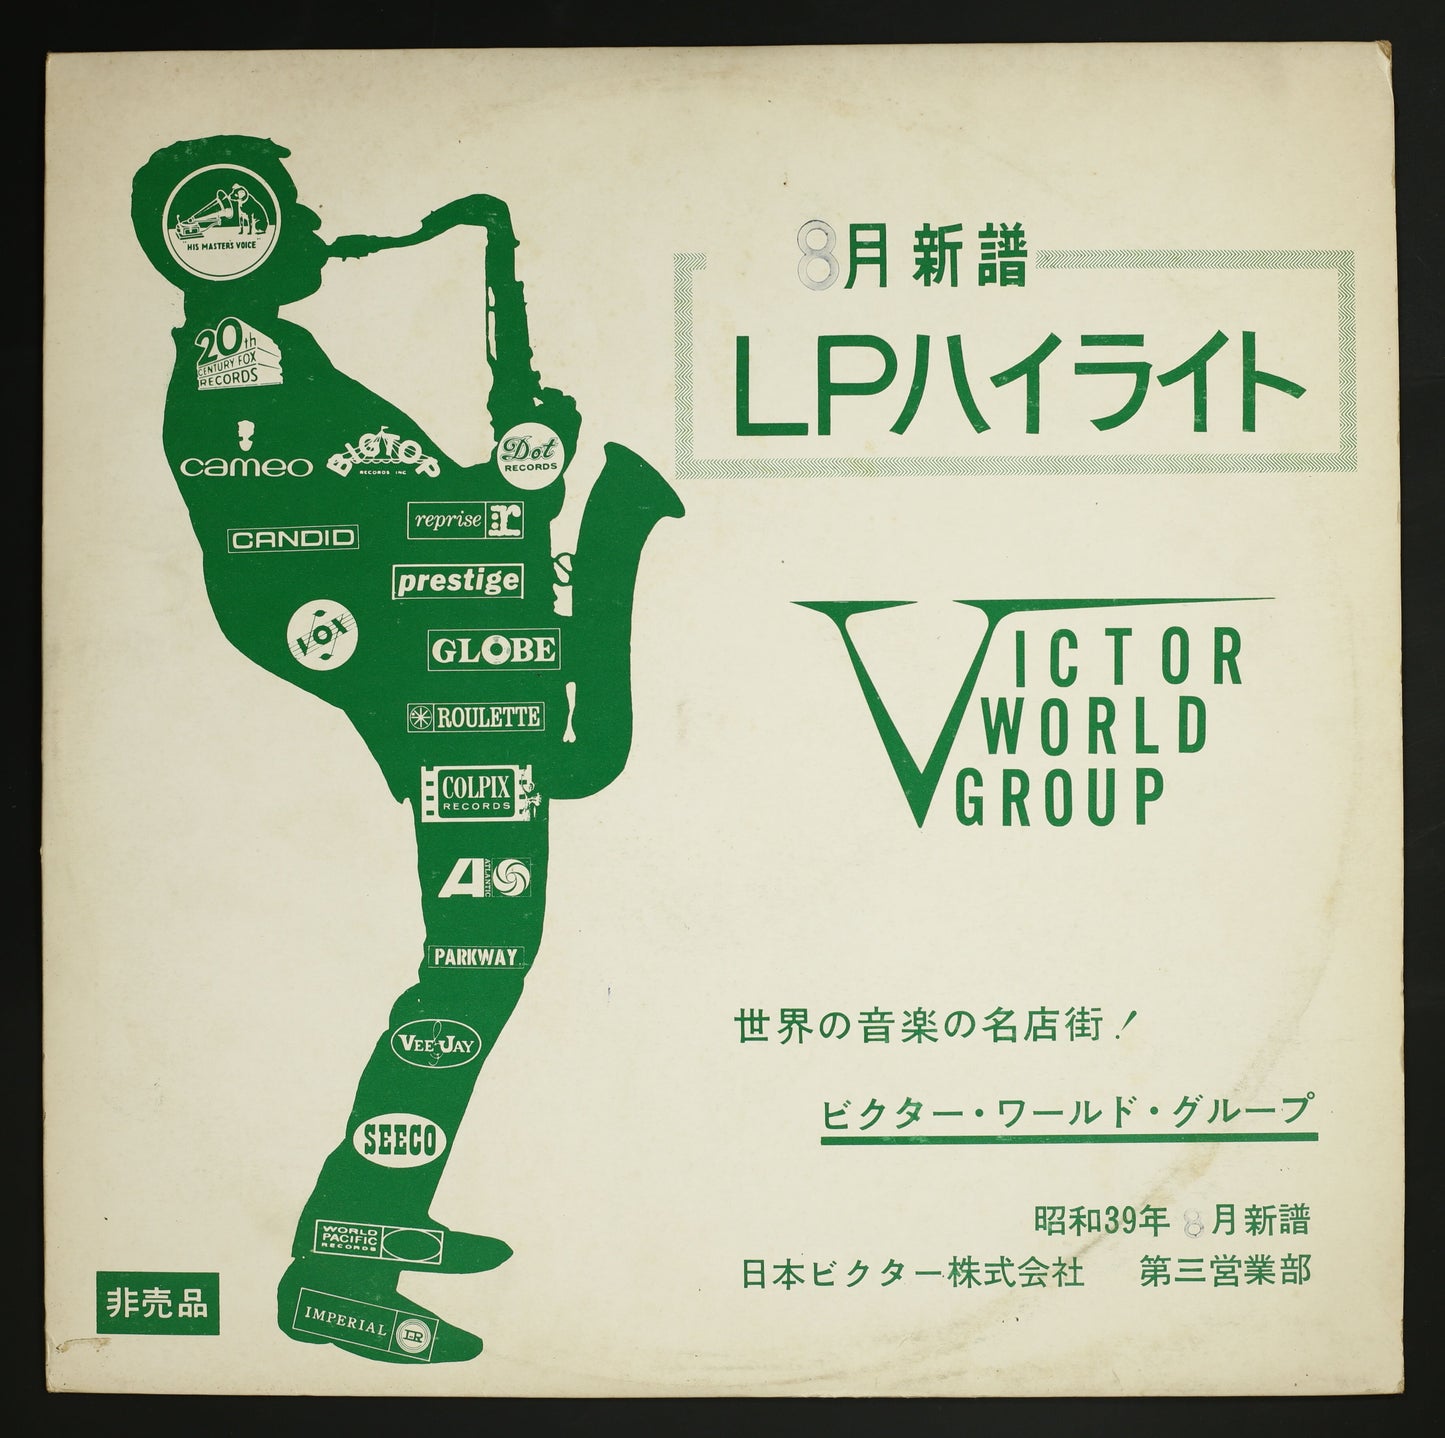 8月新譜
LPハイライト
VICTOR
WORLD
GROUP
世界の音楽の名店街!
ビクター・ワールド・グループ
昭和39年 8月新譜
日本ビクター株式会社 第三営業部
非売品
"HIS MASTER'S VOICE"
20th
CENTURY FOX
RECORDS
cameo
BIGTOP
RECORDS INC
Dot
RECORDS
reprise r
CANDID
prestige
GLOBE
ROULETTE
COLPIX
RECORDS
A ATLANTIC
PARKWAY
VEE JAY
SEECO
WORLD
PACIFIC
RECORDS
IMPERIAL IR